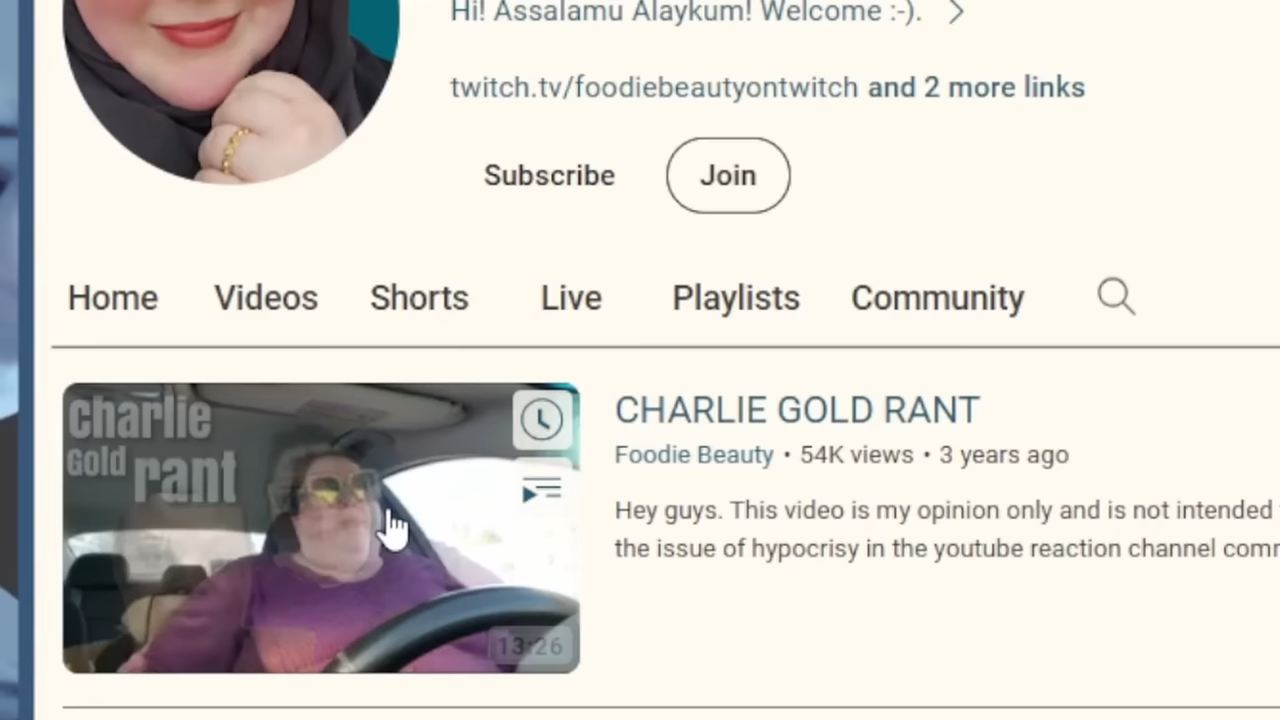 Hi! Assalamu Alaykum! Welcome :-).
twitch.tv/foodiebeautyontwitch and 2 more links
Subscribe Join
Home Videos Shorts Live Playlists Community
charlie
Gold rant
13:26
CHARLIE GOLD RANT
Foodie Beauty • 54K views • 3 years ago
Hey guys. This video is my opinion only and is not intended
the issue of hypocrisy in the youtube reaction channel comm